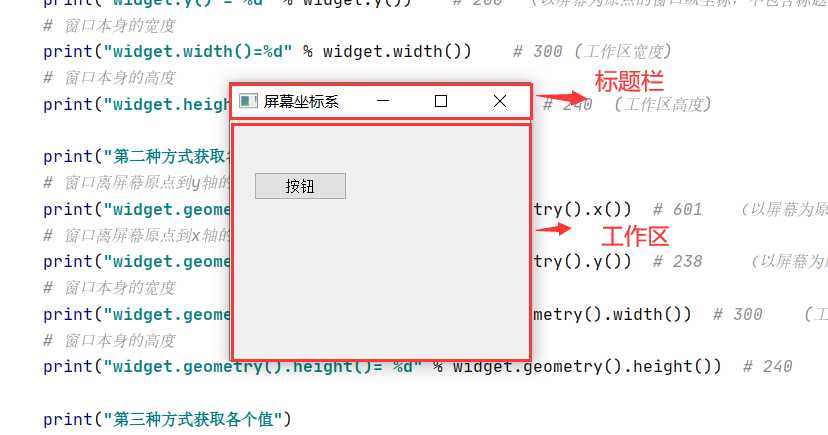 print("widget.y() = %d" % widget.y()) # 200 (以屏幕为原点的窗口纵坐标，不包含标题
# 窗口本身的宽度
print("widget.width()=%d" % widget.width()) # 300 (工作区宽度)
# 窗口本身的高度
print("widget.heigh # 240 (工作区高度)
屏幕坐标系
标题栏
print("第二种方式获取各
# 窗口离屏幕原点到y轴的
按钮
print("widget.geome try().x()) # 601 (以屏幕为原
# 窗口离屏幕原点到x轴的
工作区
print("widget.geome try().y()) # 238 (以屏幕为原
# 窗口本身的宽度
print("widget.geome metry().width()) # 300 (工
# 窗口本身的高度
print("widget.geometry().height()= %d" % widget.geometry().height()) # 240
print("第三种方式获取各个值")